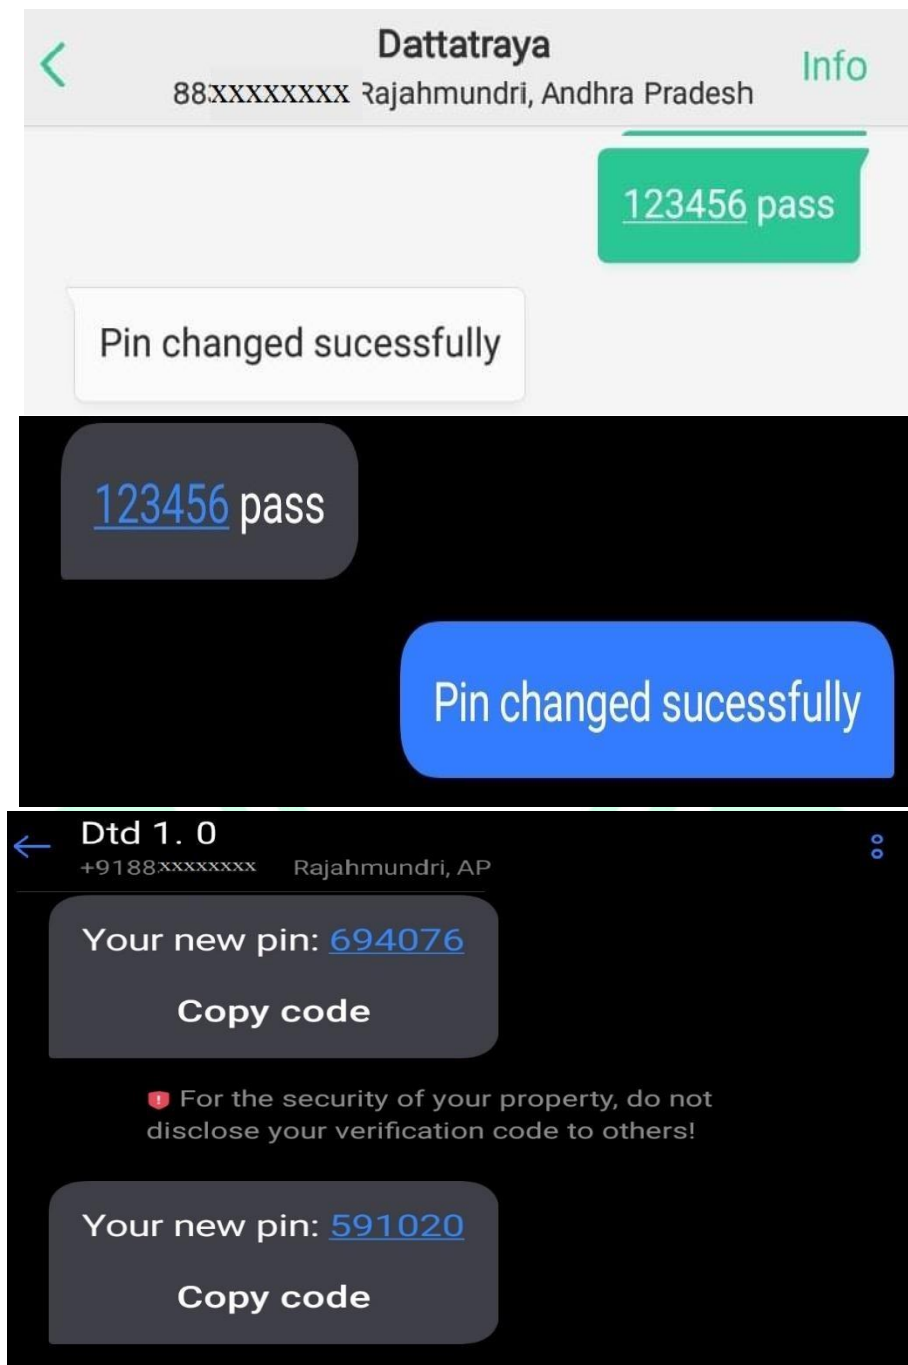 Dattatraya
Info
88xxxxxxxx Rajahmundri, Andhra Pradesh
123456 pass
Pin changed sucessfully
123456 pass
Pin changed sucessfully
Dtd 1. 0
+9188xxxxxxxx Rajahmundri, AP
Your new pin: 694076
Copy code
For the security of your property, do not
disclose your verification code to others!
Your new pin: 591020
Copy code